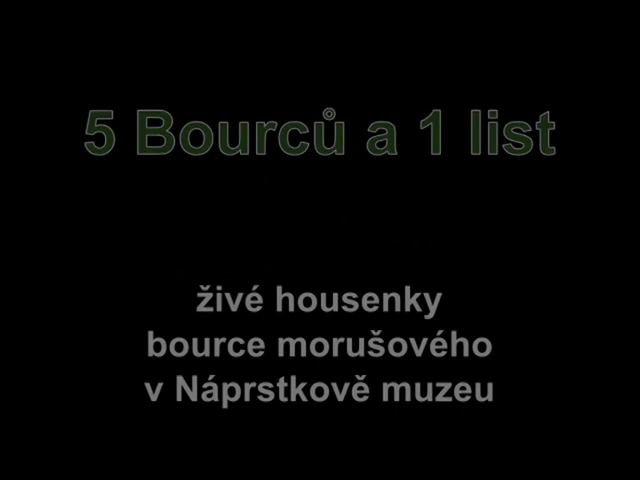 5 Bourců a 1 list
živé housenky
bource morušového
v Náprstkově muzeu